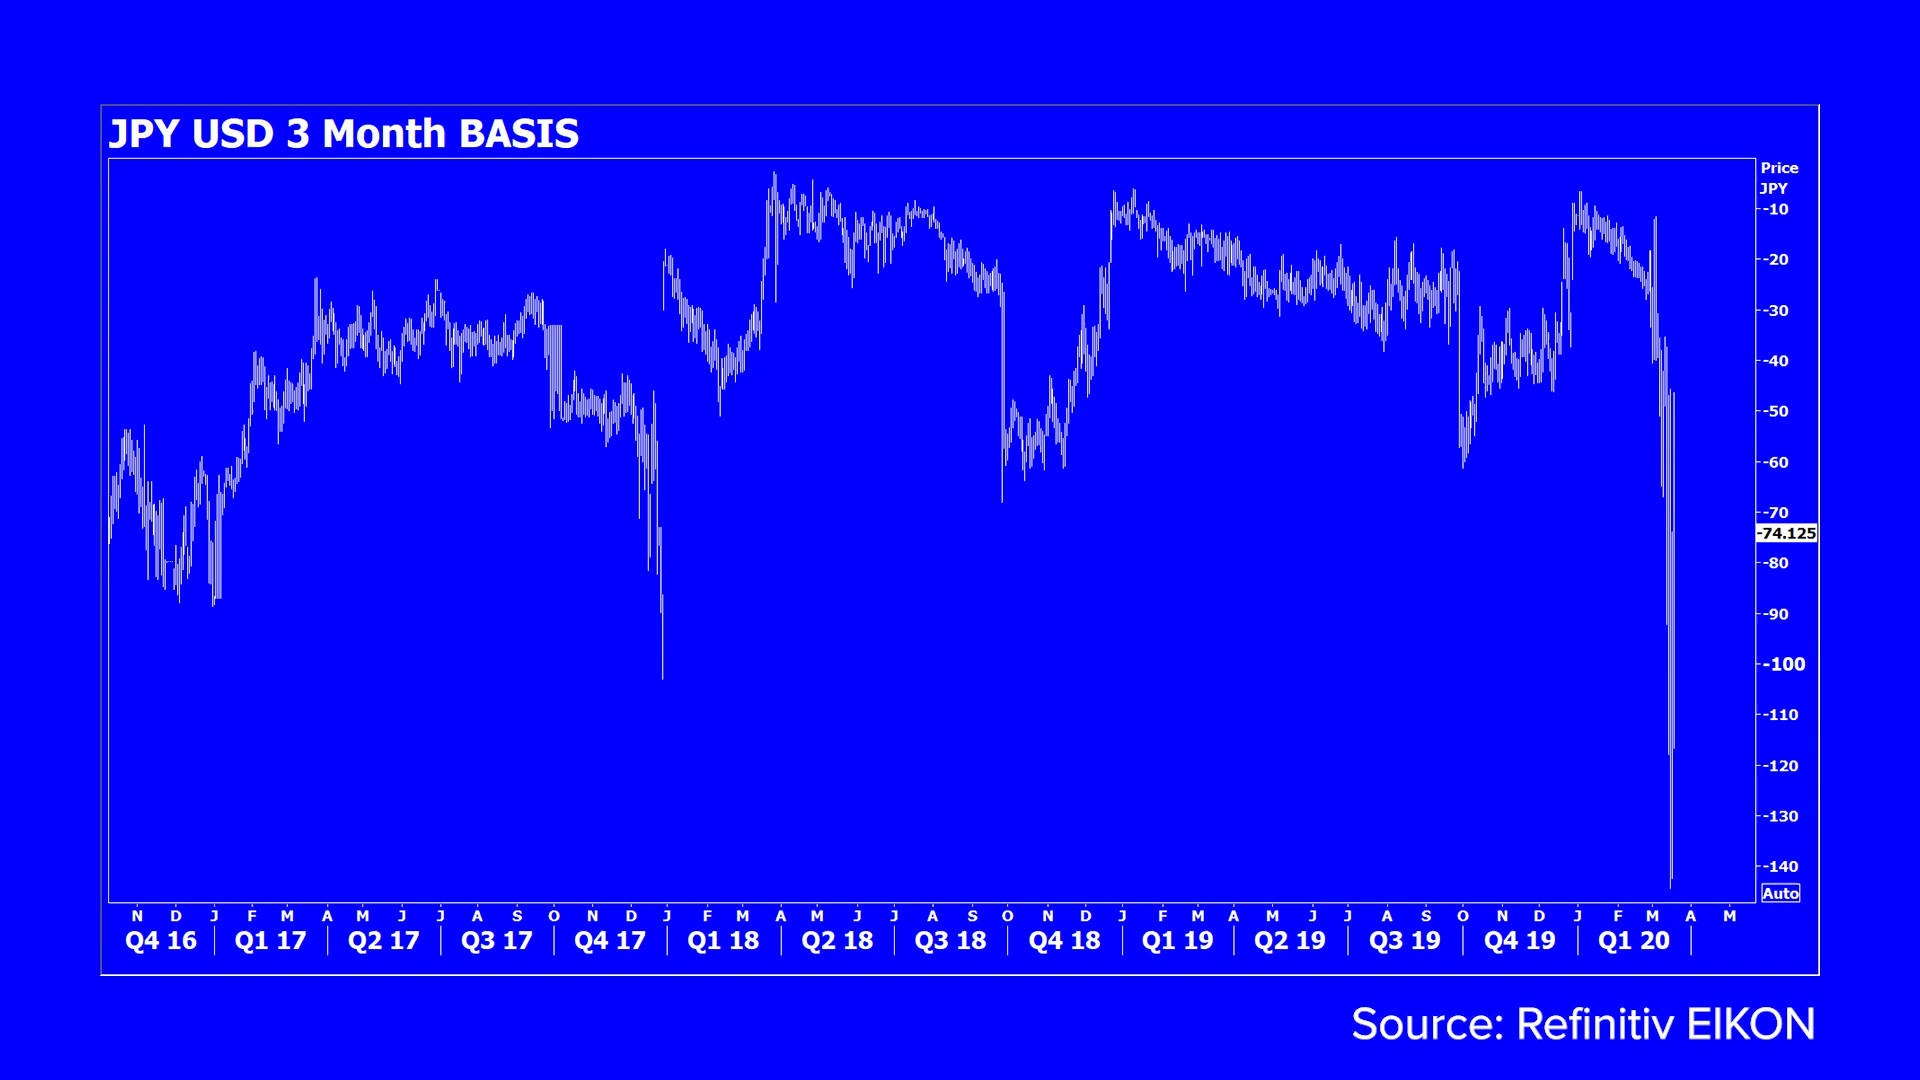 JPY USD 3 Month BASIS
Price
JPY
-10
-20
-30
-40
-50
-60
-70
-74.125
-80
-90
-100
-110
-120
-130
-140
Auto
N D J F M A M J J A S O N D J F M A M J J A S O N D J F M A M J J A S O N D J F M A M
Q4 16 Q1 17 Q2 17 Q3 17 Q4 17 Q1 18 Q2 18 Q3 18 Q4 18 Q1 19 Q2 19 Q3 19 Q4 19 Q1 20
Source: Refinitiv EIKON